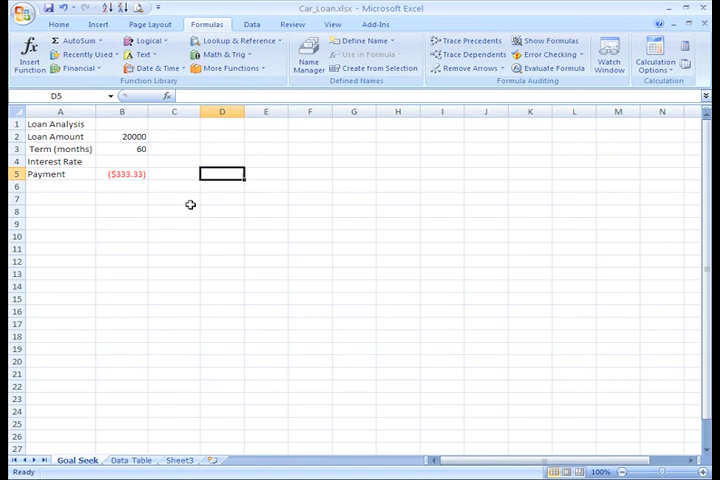 Car_Loan.xlsx - Microsoft Excel
Home Insert Page Layout Formulas Data Review View Add-Ins
AutoSum Logical Lookup & Reference Define Name Trace Precedents Show Formulas
Recently Used Text Math & Trig Use in Formula Trace Dependents Error Checking
Financial Date & Time More Functions Create from Selection Remove Arrows Evaluate Formula
fx Insert Function Name Manager Watch Window Calculation Options
Function Library Defined Names Formula Auditing Calculation
D5 fx
A B C D E F G H I J K L M N
1 Loan Analysis
2 Loan Amount 20000
3 Term (months) 60
4 Interest Rate
5 Payment ($333.33)
6
7
8
9
10
11
12
13
14
15
16
17
18
19
20
21
22
23
24
25
26
27
Goal Seek Data Table Sheet3
Ready 100%